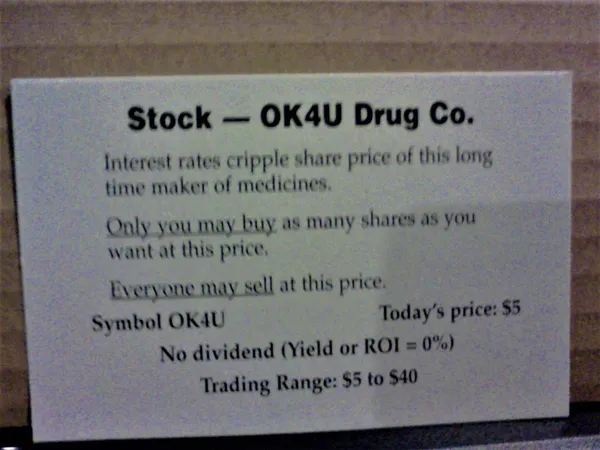 Stock — OK4U Drug Co.
Interest rates cripple share price of this long
time maker of medicines.
Only you may buy as many shares as you
want at this price.
Everyone may sell at this price.
Symbol OK4U Today's price: $5
No dividend (Yield or ROI = 0%)
Trading Range: $5 to $40